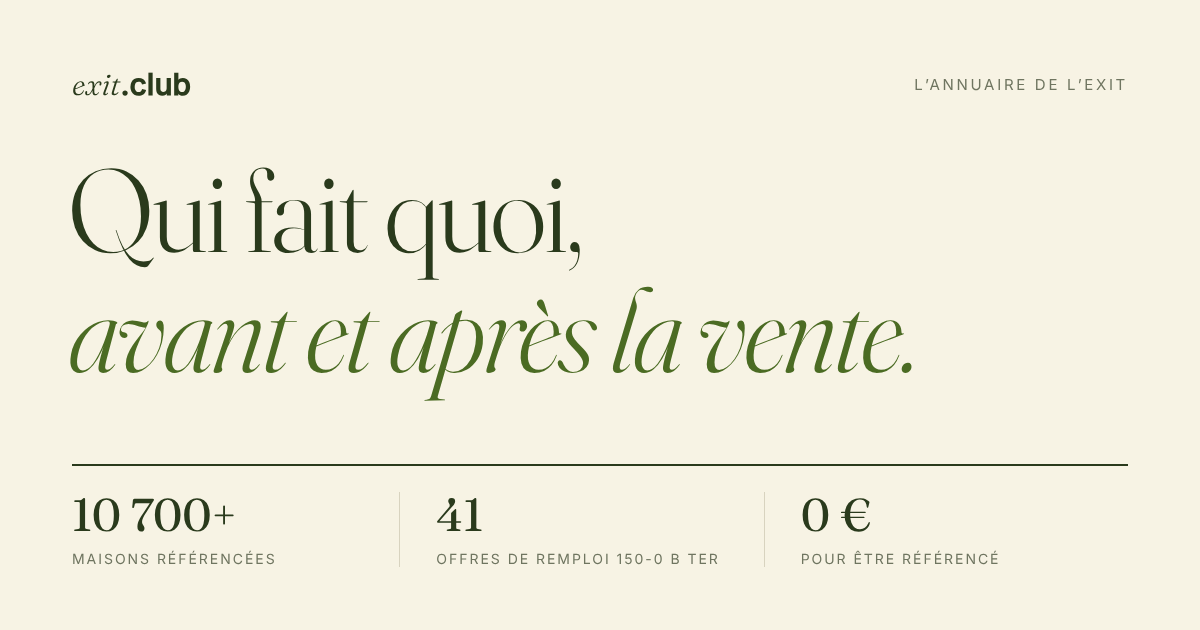 exit.club
L’ANNUAIRE DE L’EXIT
Qui fait quoi,
avant et après la vente.
10 700+
MAISONS RÉFÉRENCÉES
41
OFFRES DE REMPLOI 150-0 B TER
0 €
POUR ÊTRE RÉFÉRENCÉ